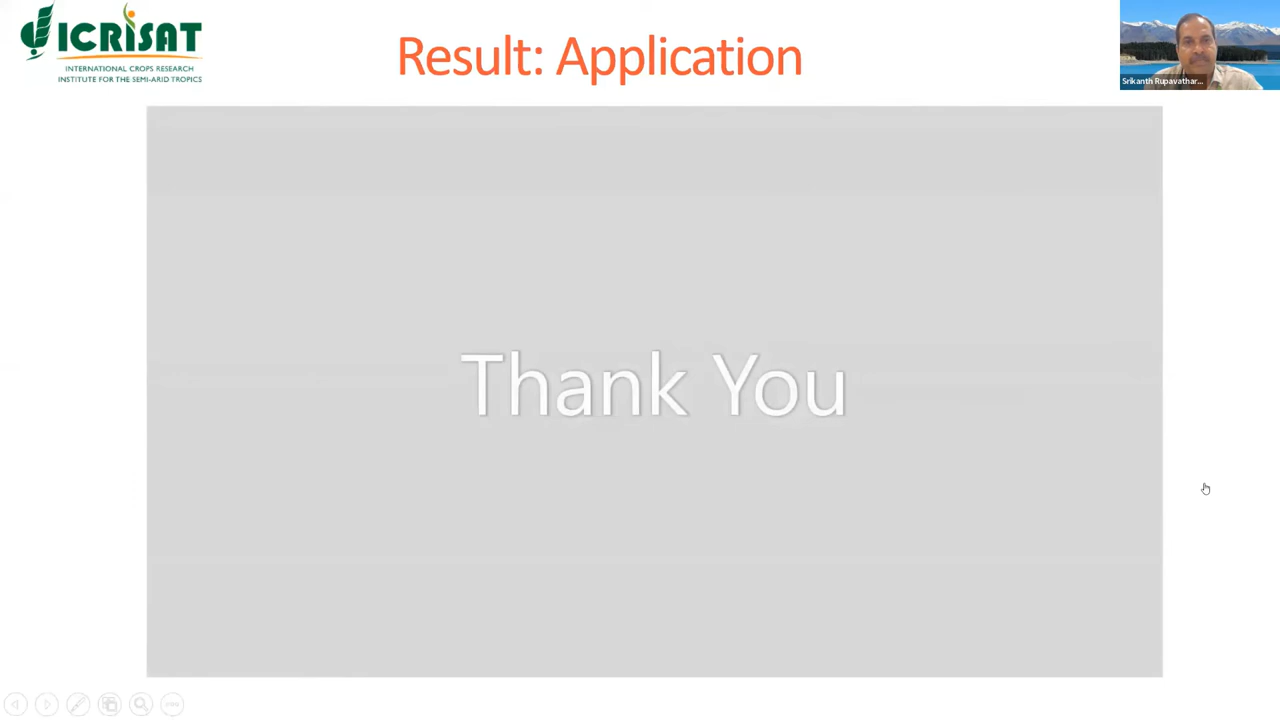 ICRISAT
INTERNATIONAL CROPS RESEARCH
INSTITUTE FOR THE SEMI-ARID TROPICS
Result: Application
Srikanth Rupavathar...
Thank You